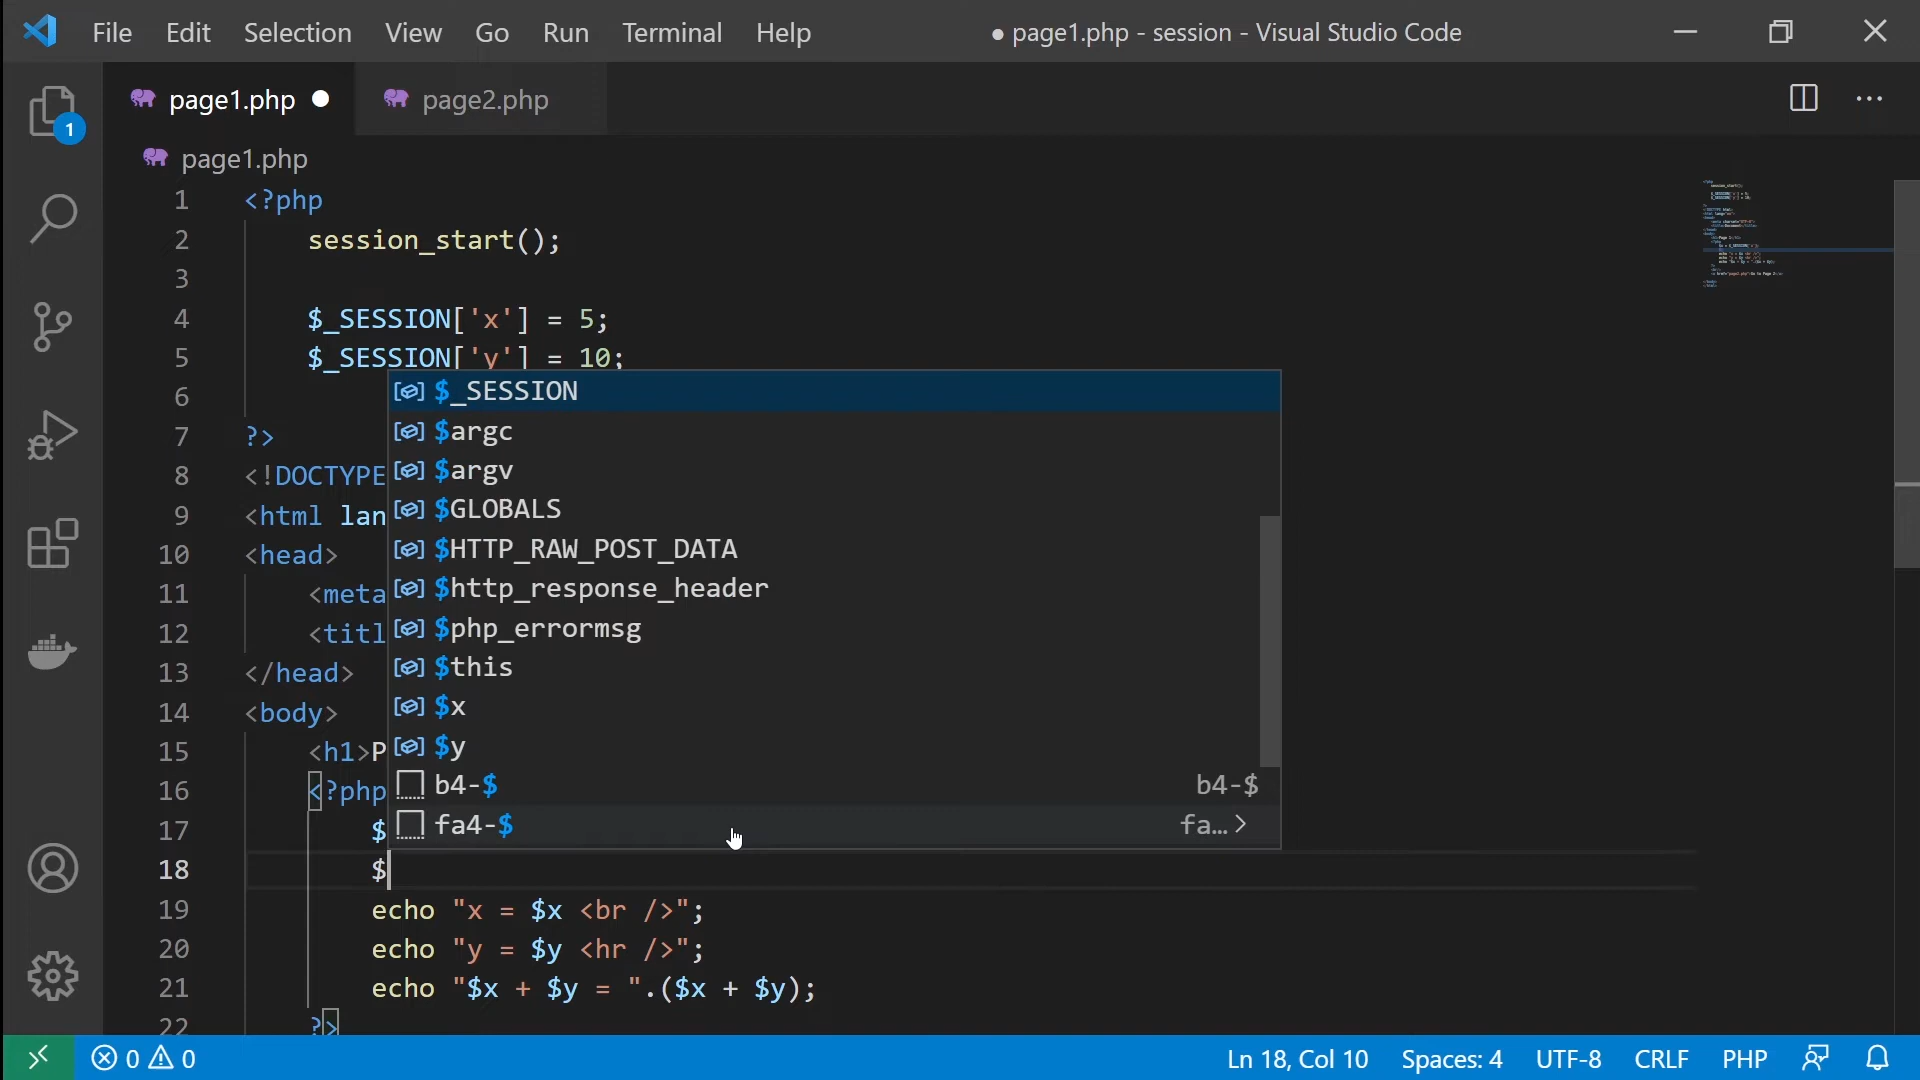 File Edit Selection View Go Run Terminal Help ● page1.php - session - Visual Studio Code
page1.php ● page2.php
1
page1.php
1 <?php
2 session_start();
3
4 $_SESSION['x'] = 5;
5 $_SESSION['y'] = 10;
6 $_SESSION
$argc
7 ?> $argv
8 <!DOCTYPE $GLOBALS
9 <html lan $HTTP_RAW_POST_DATA
10 <head> $http_response_header
11 <meta $php_errormsg
12 <titl $this
13 </head> $x
14 <body> $y
15 <h1>P
16 <?php b4-$ b4-$
17 $ fa4-$ fa…
18 $
19 echo "x = $x <br />";
20 echo "y = $y <hr />";
21 echo "$x + $y = ".($x + $y);
22 ?>
0 0 Ln 18, Col 10 Spaces: 4 UTF-8 CRLF PHP